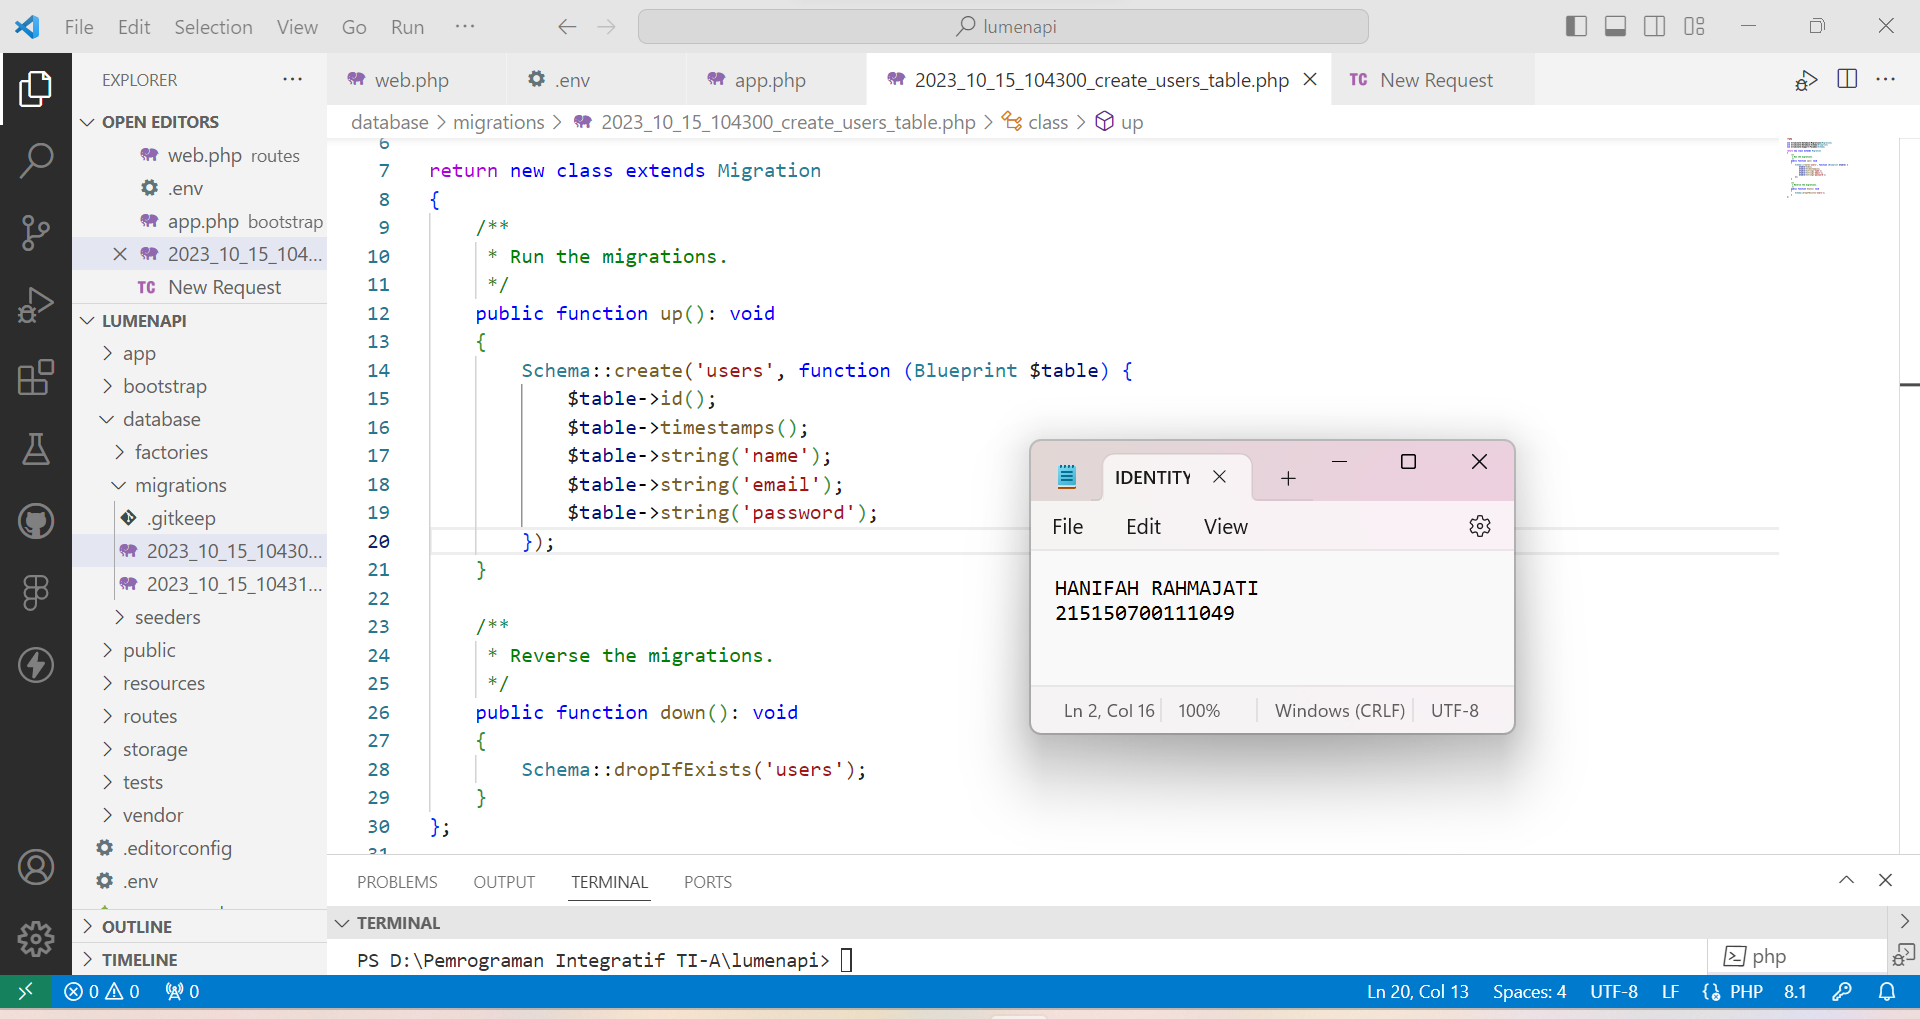 File Edit Selection View Go Run ··· lumenapi
EXPLORER ···
OPEN EDITORS
web.php routes
.env
app.php bootstrap
2023_10_15_104...
TC New Request
LUMENAPI
app
bootstrap
database
factories
migrations
.gitkeep
2023_10_15_10430...
2023_10_15_10431...
seeders
public
resources
routes
storage
tests
vendor
.editorconfig
.env
OUTLINE
TIMELINE
web.php .env app.php 2023_10_15_104300_create_users_table.php TC New Request
database > migrations > 2023_10_15_104300_create_users_table.php > class > up
6
7 return new class extends Migration
8 {
9 /**
10 * Run the migrations.
11 */
12 public function up(): void
13 {
14 Schema::create('users', function (Blueprint $table) {
15 $table->id();
16 $table->timestamps();
17 $table->string('name');
18 $table->string('email');
19 $table->string('password');
20 });
21 }
22
23 /**
24 * Reverse the migrations.
25 */
26 public function down(): void
27 {
28 Schema::dropIfExists('users');
29 }
30 };
31
IDENTITY
File Edit View
HANIFAH RAHMAJATI
215150700111049
Ln 2, Col 16 100% Windows (CRLF) UTF-8
PROBLEMS OUTPUT TERMINAL PORTS
TERMINAL
PS D:\Pemrograman Integratif TI-A\lumenapi>
php
0 0 0 Ln 20, Col 13 Spaces: 4 UTF-8 LF PHP 8.1